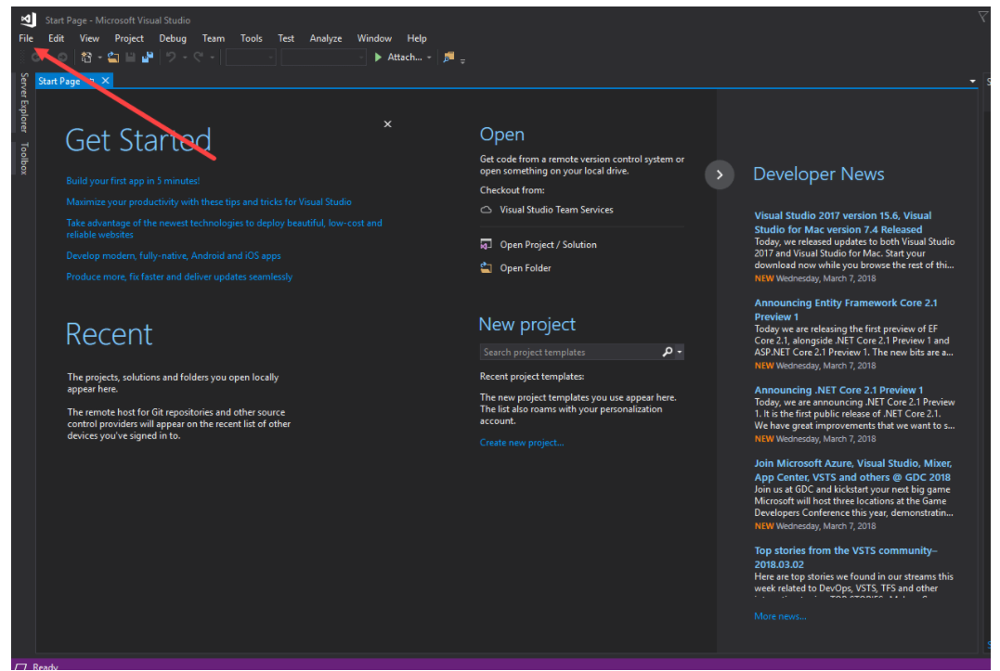 Start Page - Microsoft Visual Studio
File Edit View Project Debug Team Tools Test Analyze Window Help
Attach...
Server Explorer
Toolbox
Start Page
Get Started
Build your first app in 5 minutes!
Maximize your productivity with these tips and tricks for Visual Studio
Take advantage of the newest technologies to deploy beautiful, low-cost and
reliable websites
Develop modern, fully-native, Android and iOS apps
Produce more, fix faster and deliver updates seamlessly
Recent
The projects, solutions and folders you open locally
appear here.
The remote host for Git repositories and other source
control providers will appear on the recent list of other
devices you've signed in to.
Open
Get code from a remote version control system or
open something on your local drive.
Checkout from:
Visual Studio Team Services
Open Project / Solution
Open Folder
New project
Search project templates
Recent project templates:
The new project templates you use appear here.
The list also roams with your personalization
account.
Create new project...
Developer News
Visual Studio 2017 version 15.6, Visual
Studio for Mac version 7.4 Released
Today, we released updates to both Visual Studio
2017 and Visual Studio for Mac. Start your
download now while you browse the rest of thi...
NEW Wednesday, March 7, 2018
Announcing Entity Framework Core 2.1
Preview 1
Today we are releasing the first preview of EF
Core 2.1, alongside .NET Core 2.1 Preview 1 and
ASP.NET Core 2.1 Preview 1. The new bits are a...
NEW Wednesday, March 7, 2018
Announcing .NET Core 2.1 Preview 1
Today, we are announcing .NET Core 2.1 Preview
1. It is the first public release of .NET Core 2.1.
We have great improvements that we want to s...
NEW Wednesday, March 7, 2018
Join Microsoft Azure, Visual Studio, Mixer,
App Center, VSTS and others @ GDC 2018
Join us at GDC and kickstart your next big game
Microsoft will host three locations at the Game
Developers Conference this year, demonstratin...
NEW Wednesday, March 7, 2018
Top stories from the VSTS community–
2018.03.02
Here are top stories we found in our streams this
week related to DevOps, VSTS, TFS and other
More news...
Ready